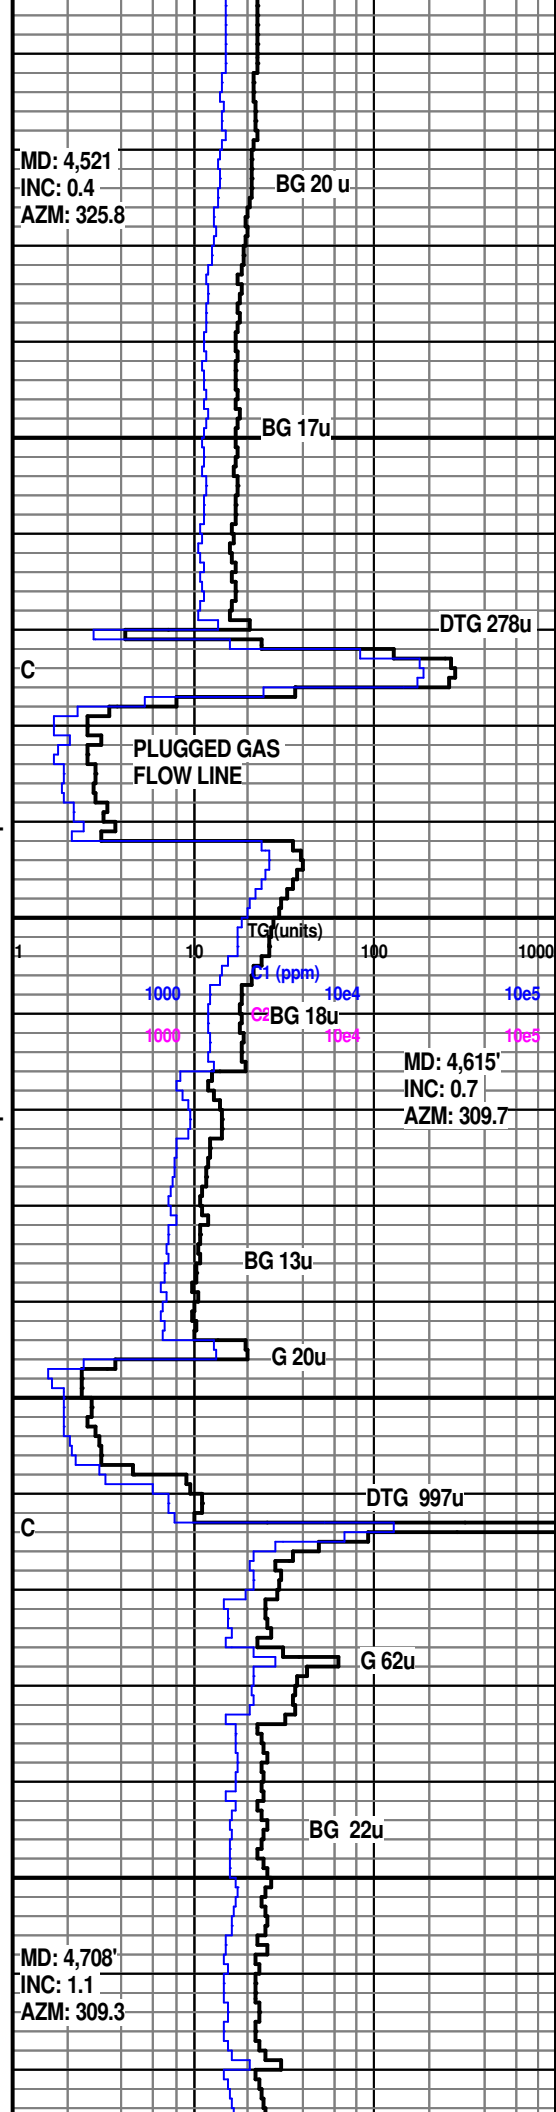 MD: 4,521
INC: 0.4
AZM: 325.8
BG 20 u
BG 17u
DTG 278u
C
PLUGGED GAS
FLOW LINE
TG (units)
1 10 100 1000
C1 (ppm)
1000 10e4 10e5
C2 BG 18u
1000 10e4 10e5
MD: 4,615'
INC: 0.7
AZM: 309.7
BG 13u
G 20u
DTG 997u
C
G 62u
BG 22u
MD: 4,708'
INC: 1.1
AZM: 309.3